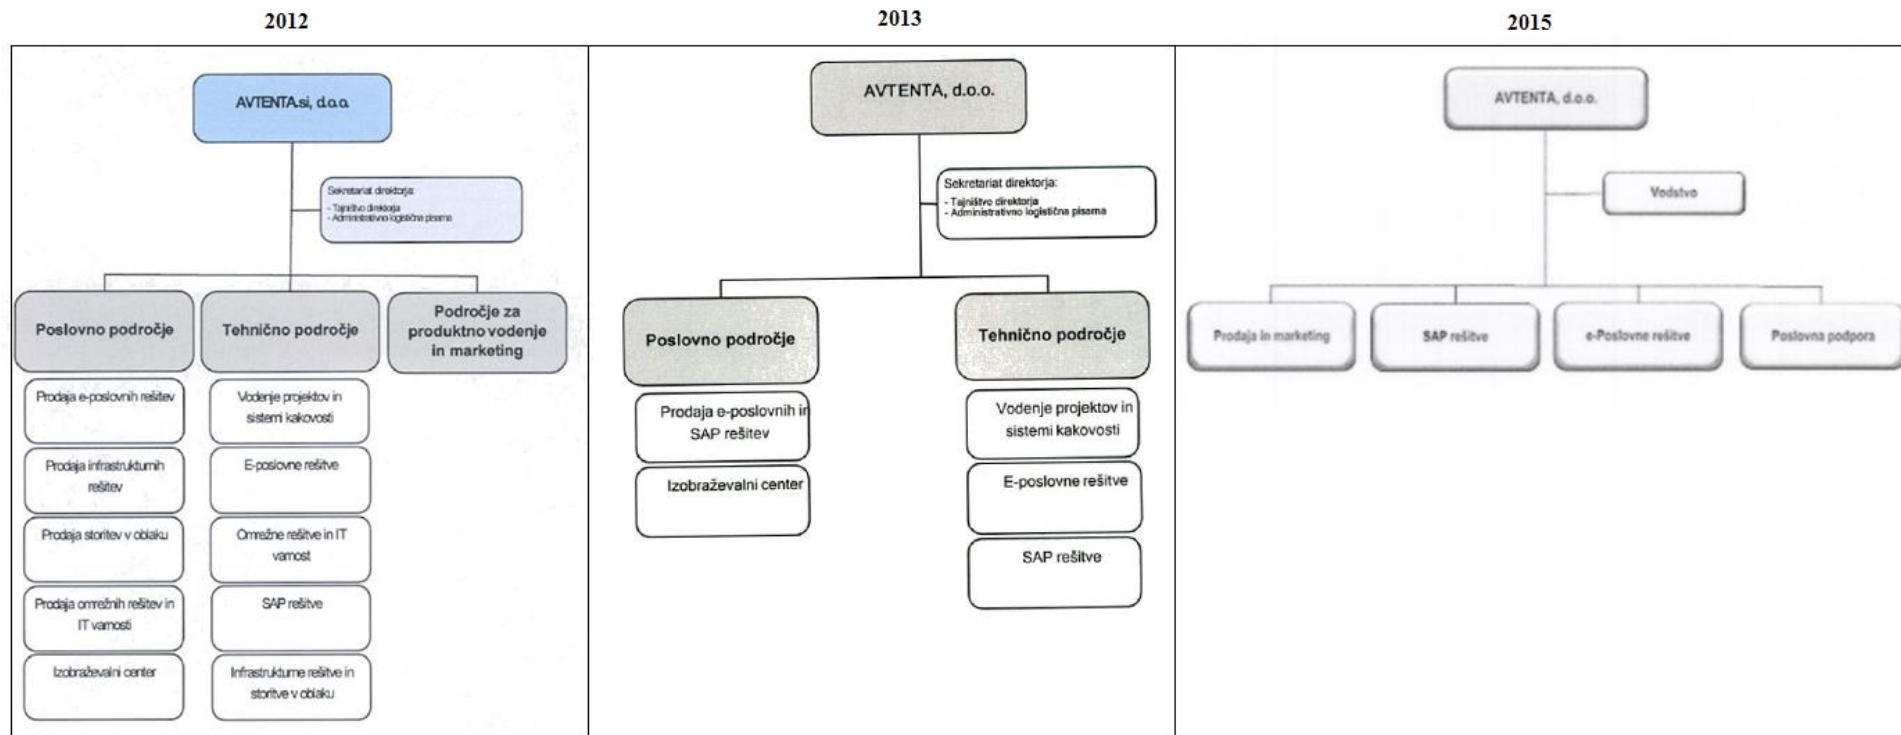 2012
2013
2015
AVTENTA.si, d.o.o.
Sekretariat direktorja:
- Tajništvo direktorja
- Administrativno logistična pisarna
Poslovno področje
Tehnično področje
Področje za
produktno vodenje
in marketing
Prodaja e-poslovnih rešitev
Prodaja infrastrukturnih
rešitev
Prodaja storitev v oblaku
Prodaja omrežnih rešitev in
IT varnosti
Izobraževalni center
Vodenje projektov in
sistemi kakovosti
E-poslovne rešitve
Omrežne rešitve in IT
varnost
SAP rešitve
Infrastrukturne rešitve in
storitve v oblaku
AVTENTA, d.o.o.
Sekretariat direktorja:
- Tajništvo direktorja
- Administrativno logistična pisarna
Poslovno področje
Tehnično področje
Prodaja e-poslovnih in
SAP rešitev
Izobraževalni center
Vodenje projektov in
sistemi kakovosti
E-poslovne rešitve
SAP rešitve
AVTENTA, d.o.o.
Vodstvo
Prodaja in marketing
SAP rešitve
e-Poslovne rešitve
Poslovna podpora